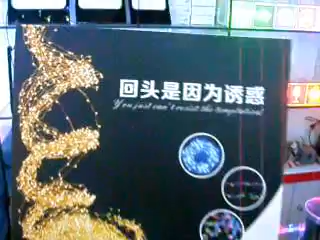 回头是因为诱惑
You just can't resist the temptation!